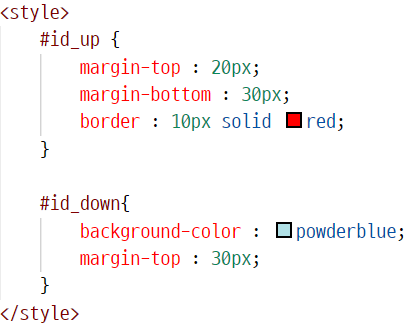 <style>
#id_up {
margin-top : 20px;
margin-bottom : 30px;
border : 10px solid red;
}
#id_down{
background-color : powderblue;
margin-top : 30px;
}
</style>